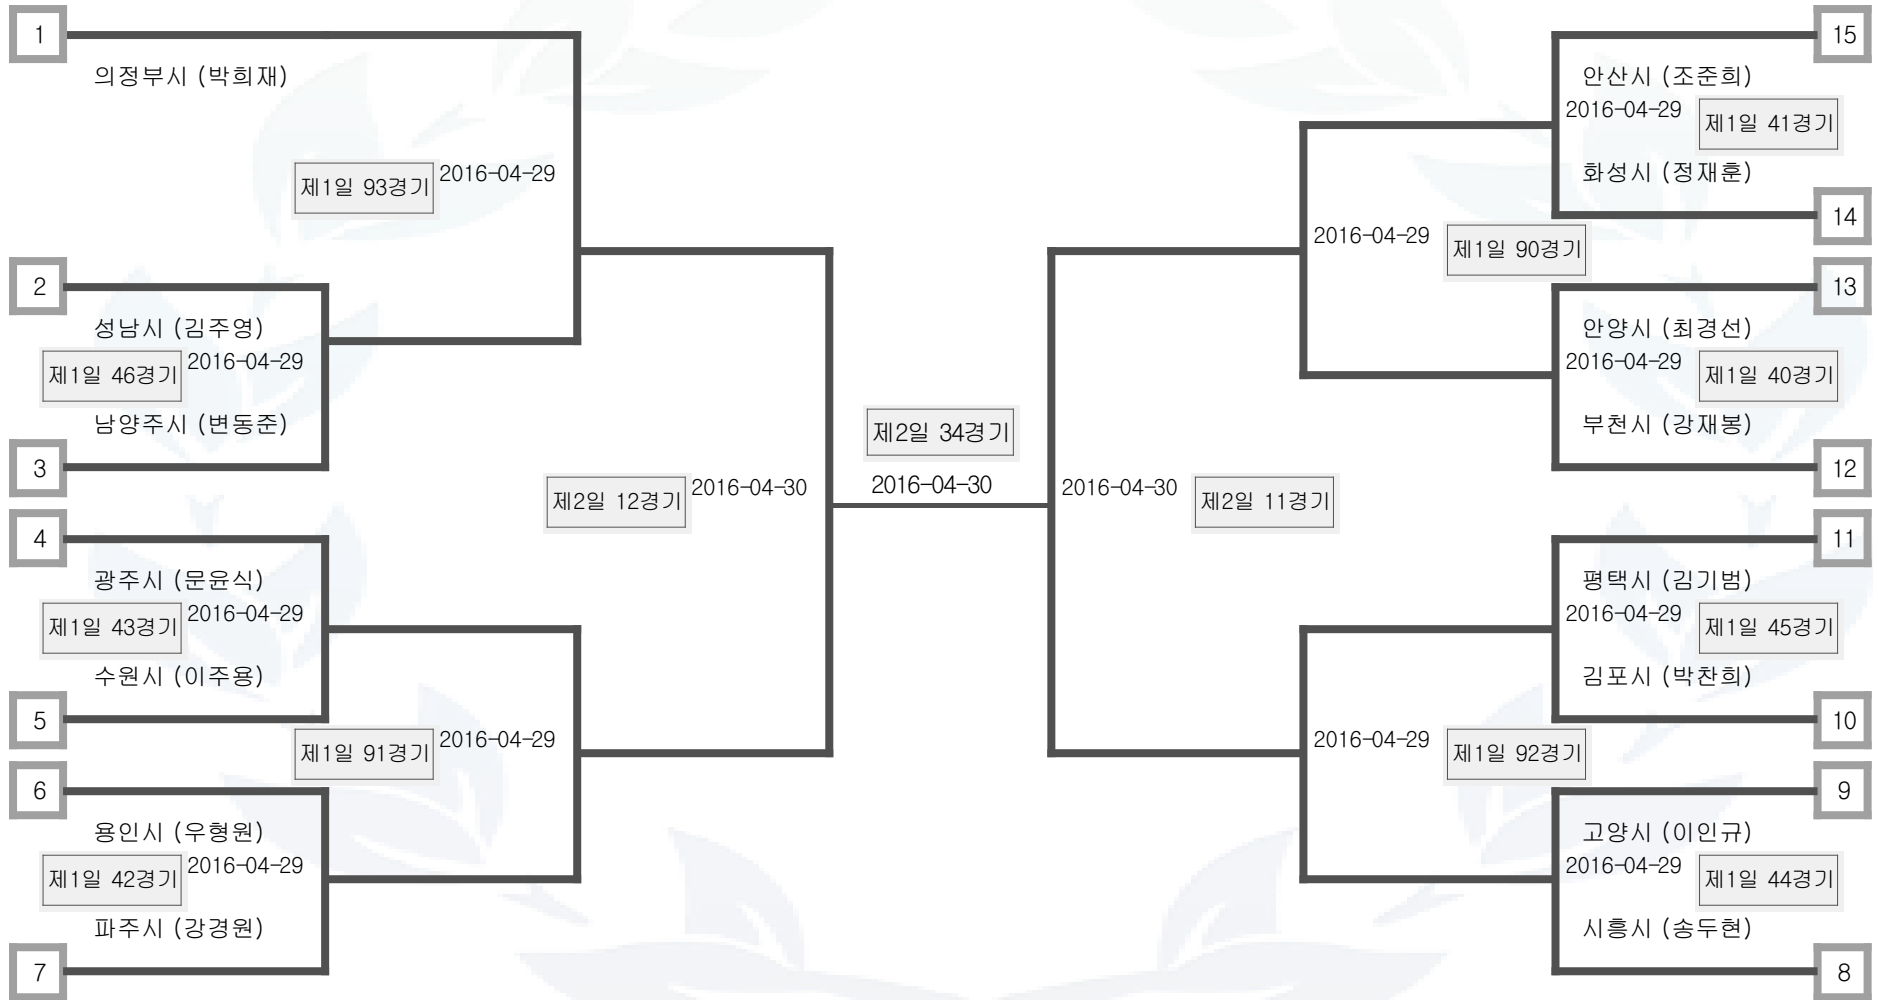 1
의정부시 (박희재)
제1일 93경기 2016-04-29
2
성남시 (김주영)
제1일 46경기 2016-04-29
남양주시 (변동준)
3
제2일 12경기 2016-04-30
4
광주시 (문윤식)
제1일 43경기 2016-04-29
수원시 (이주용)
5
제1일 91경기 2016-04-29
6
용인시 (우형원)
제1일 42경기 2016-04-29
파주시 (강경원)
7
제2일 34경기
2016-04-30
15
안산시 (조준희)
2016-04-29 제1일 41경기
화성시 (정재훈)
14
2016-04-29 제1일 90경기
13
안양시 (최경선)
2016-04-29 제1일 40경기
부천시 (강재봉)
12
2016-04-30 제2일 11경기
11
평택시 (김기범)
2016-04-29 제1일 45경기
김포시 (박찬희)
10
2016-04-29 제1일 92경기
9
고양시 (이인규)
2016-04-29 제1일 44경기
시흥시 (송두현)
8